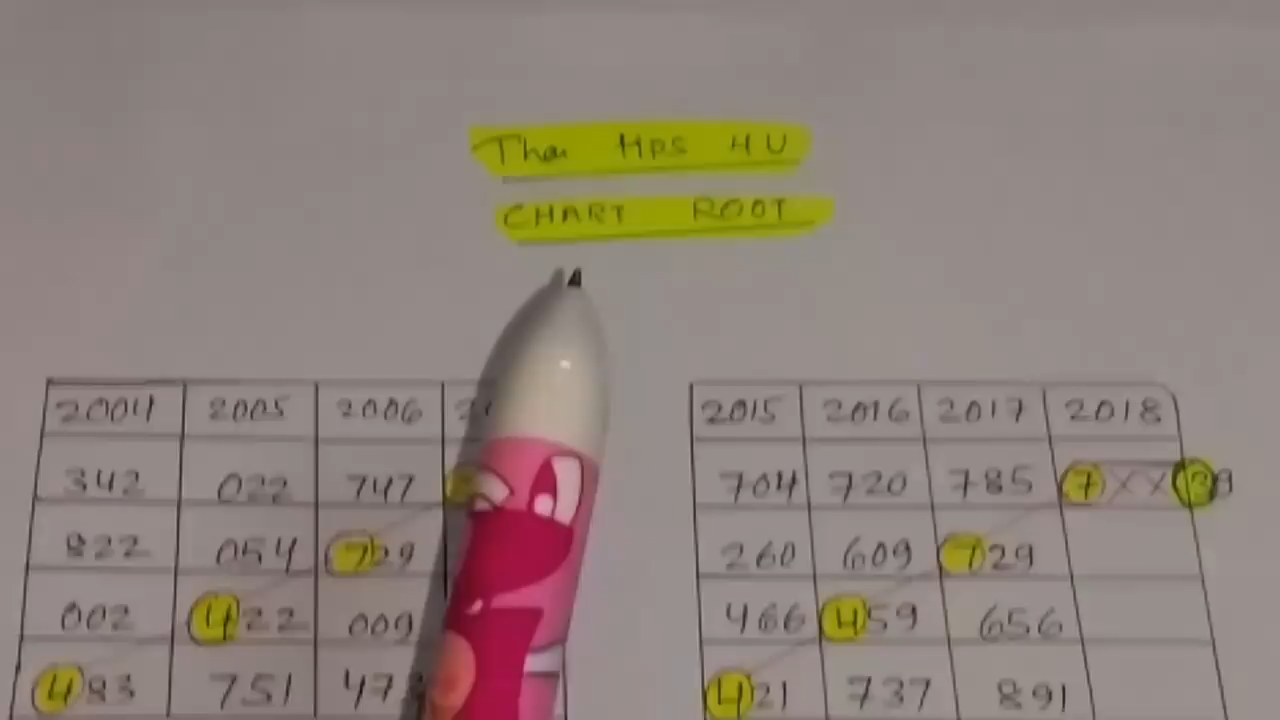 Thai HPS 4U
CHART ROOT
2004 2005 2006
342 022 747
822 054 729
002 422 009
483 751
2015 2016 2017 2018
704 720 785 7XX
260 609 729
466 459 656
421 737 891